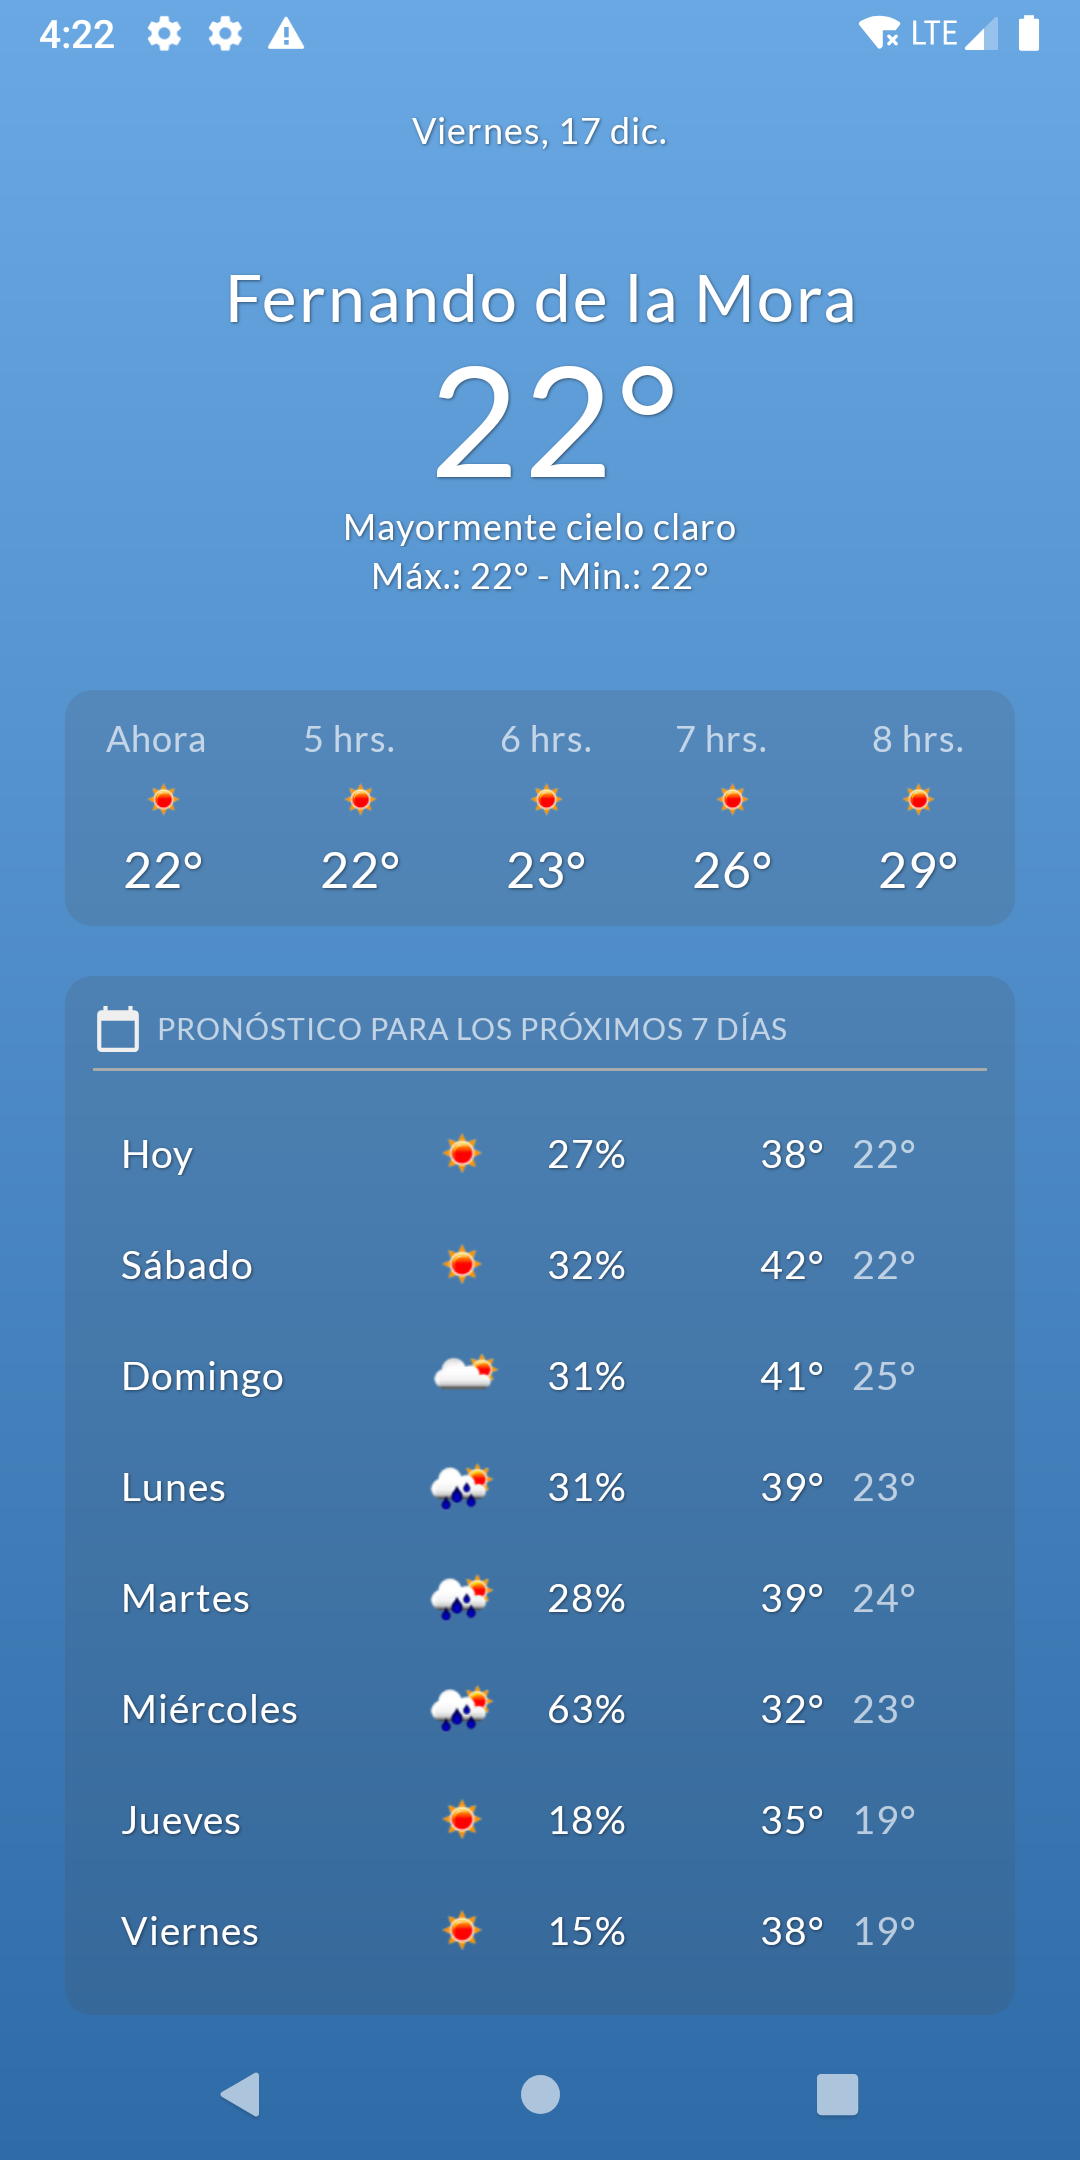 4:22 LTE
Viernes, 17 dic.
Fernando de la Mora
22°
Mayormente cielo claro
Máx.: 22° - Min.: 22°
Ahora 5 hrs. 6 hrs. 7 hrs. 8 hrs.
22° 22° 23° 26° 29°
PRONÓSTICO PARA LOS PRÓXIMOS 7 DÍAS
Hoy 27% 38° 22°
Sábado 32% 42° 22°
Domingo 31% 41° 25°
Lunes 31% 39° 23°
Martes 28% 39° 24°
Miércoles 63% 32° 23°
Jueves 18% 35° 19°
Viernes 15% 38° 19°